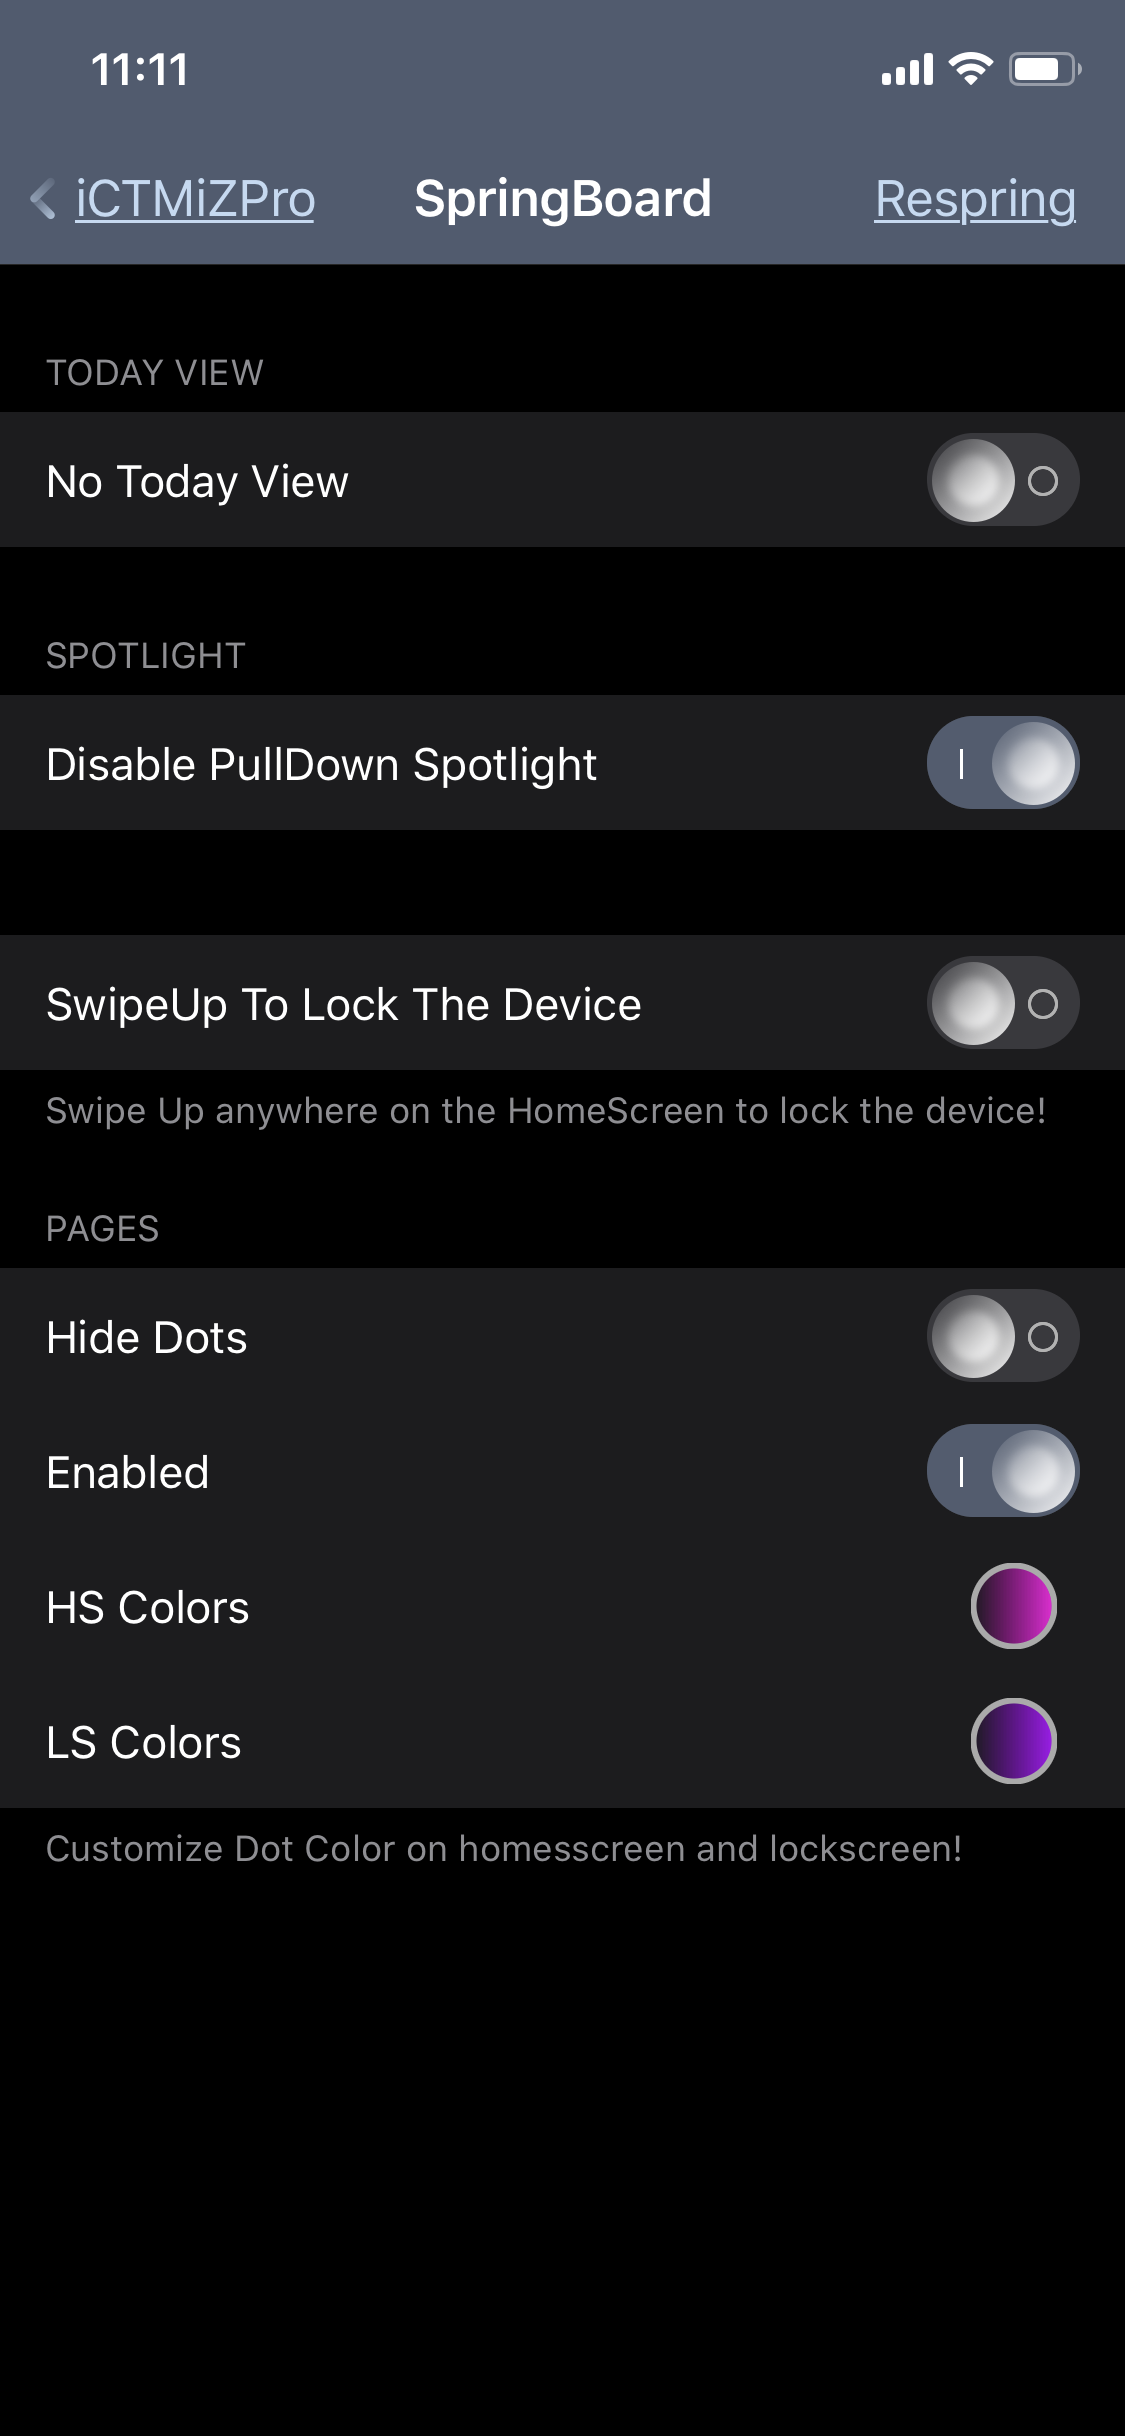 11:11
iCTMiZPro SpringBoard Respring
TODAY VIEW
No Today View
SPOTLIGHT
Disable PullDown Spotlight
SwipeUp To Lock The Device
Swipe Up anywhere on the HomeScreen to lock the device!
PAGES
Hide Dots
Enabled
HS Colors
LS Colors
Customize Dot Color on homesscreen and lockscreen!